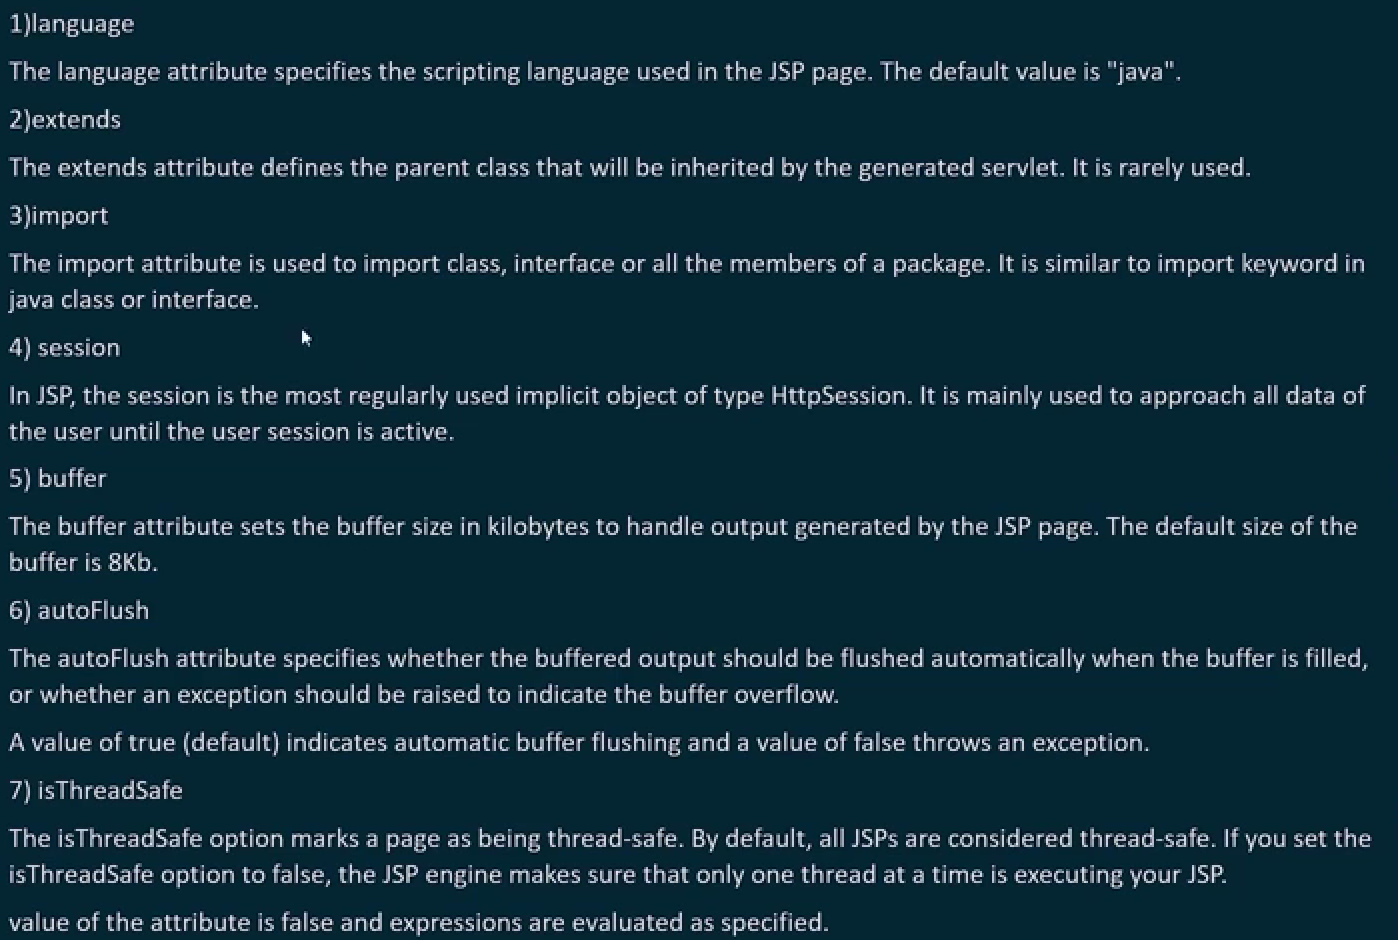 1)language
The language attribute specifies the scripting language used in the JSP page. The default value is "java".
2)extends
The extends attribute defines the parent class that will be inherited by the generated servlet. It is rarely used.
3)import
The import attribute is used to import class, interface or all the members of a package. It is similar to import keyword in
java class or interface.
4) session
In JSP, the session is the most regularly used implicit object of type HttpSession. It is mainly used to approach all data of
the user until the user session is active.
5) buffer
The buffer attribute sets the buffer size in kilobytes to handle output generated by the JSP page. The default size of the
buffer is 8Kb.
6) autoFlush
The autoFlush attribute specifies whether the buffered output should be flushed automatically when the buffer is filled,
or whether an exception should be raised to indicate the buffer overflow.
A value of true (default) indicates automatic buffer flushing and a value of false throws an exception.
7) isThreadSafe
The isThreadSafe option marks a page as being thread-safe. By default, all JSPs are considered thread-safe. If you set the
isThreadSafe option to false, the JSP engine makes sure that only one thread at a time is executing your JSP.
value of the attribute is false and expressions are evaluated as specified.